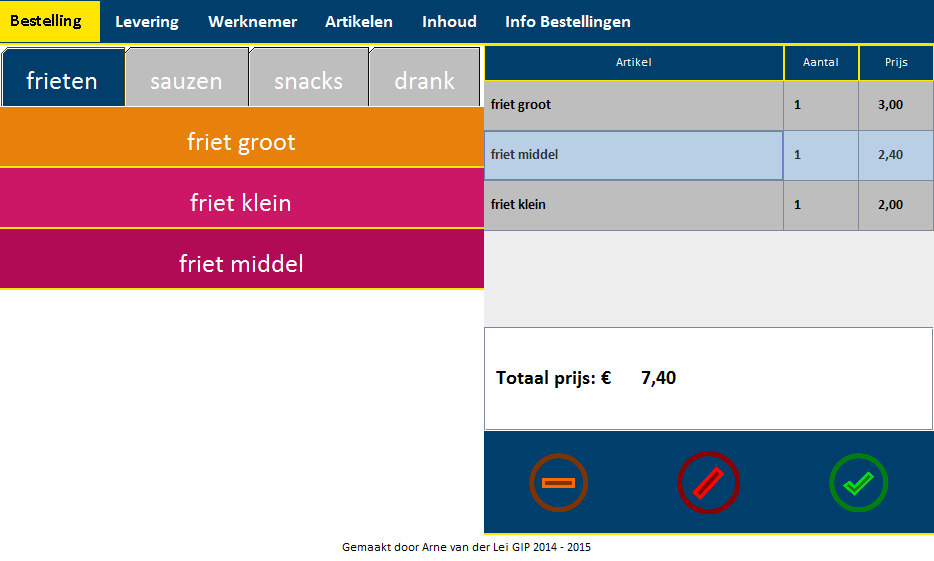 Bestelling Levering Werknemer Artikelen Inhoud Info Bestellingen
frieten sauzen snacks drank
friet groot
friet klein
friet middel
Artikel Aantal Prijs
friet groot 1 3,00
friet middel 1 2,40
friet klein 1 2,00
Totaal prijs: € 7,40
Gemaakt door Arne van der Lei GIP 2014 - 2015